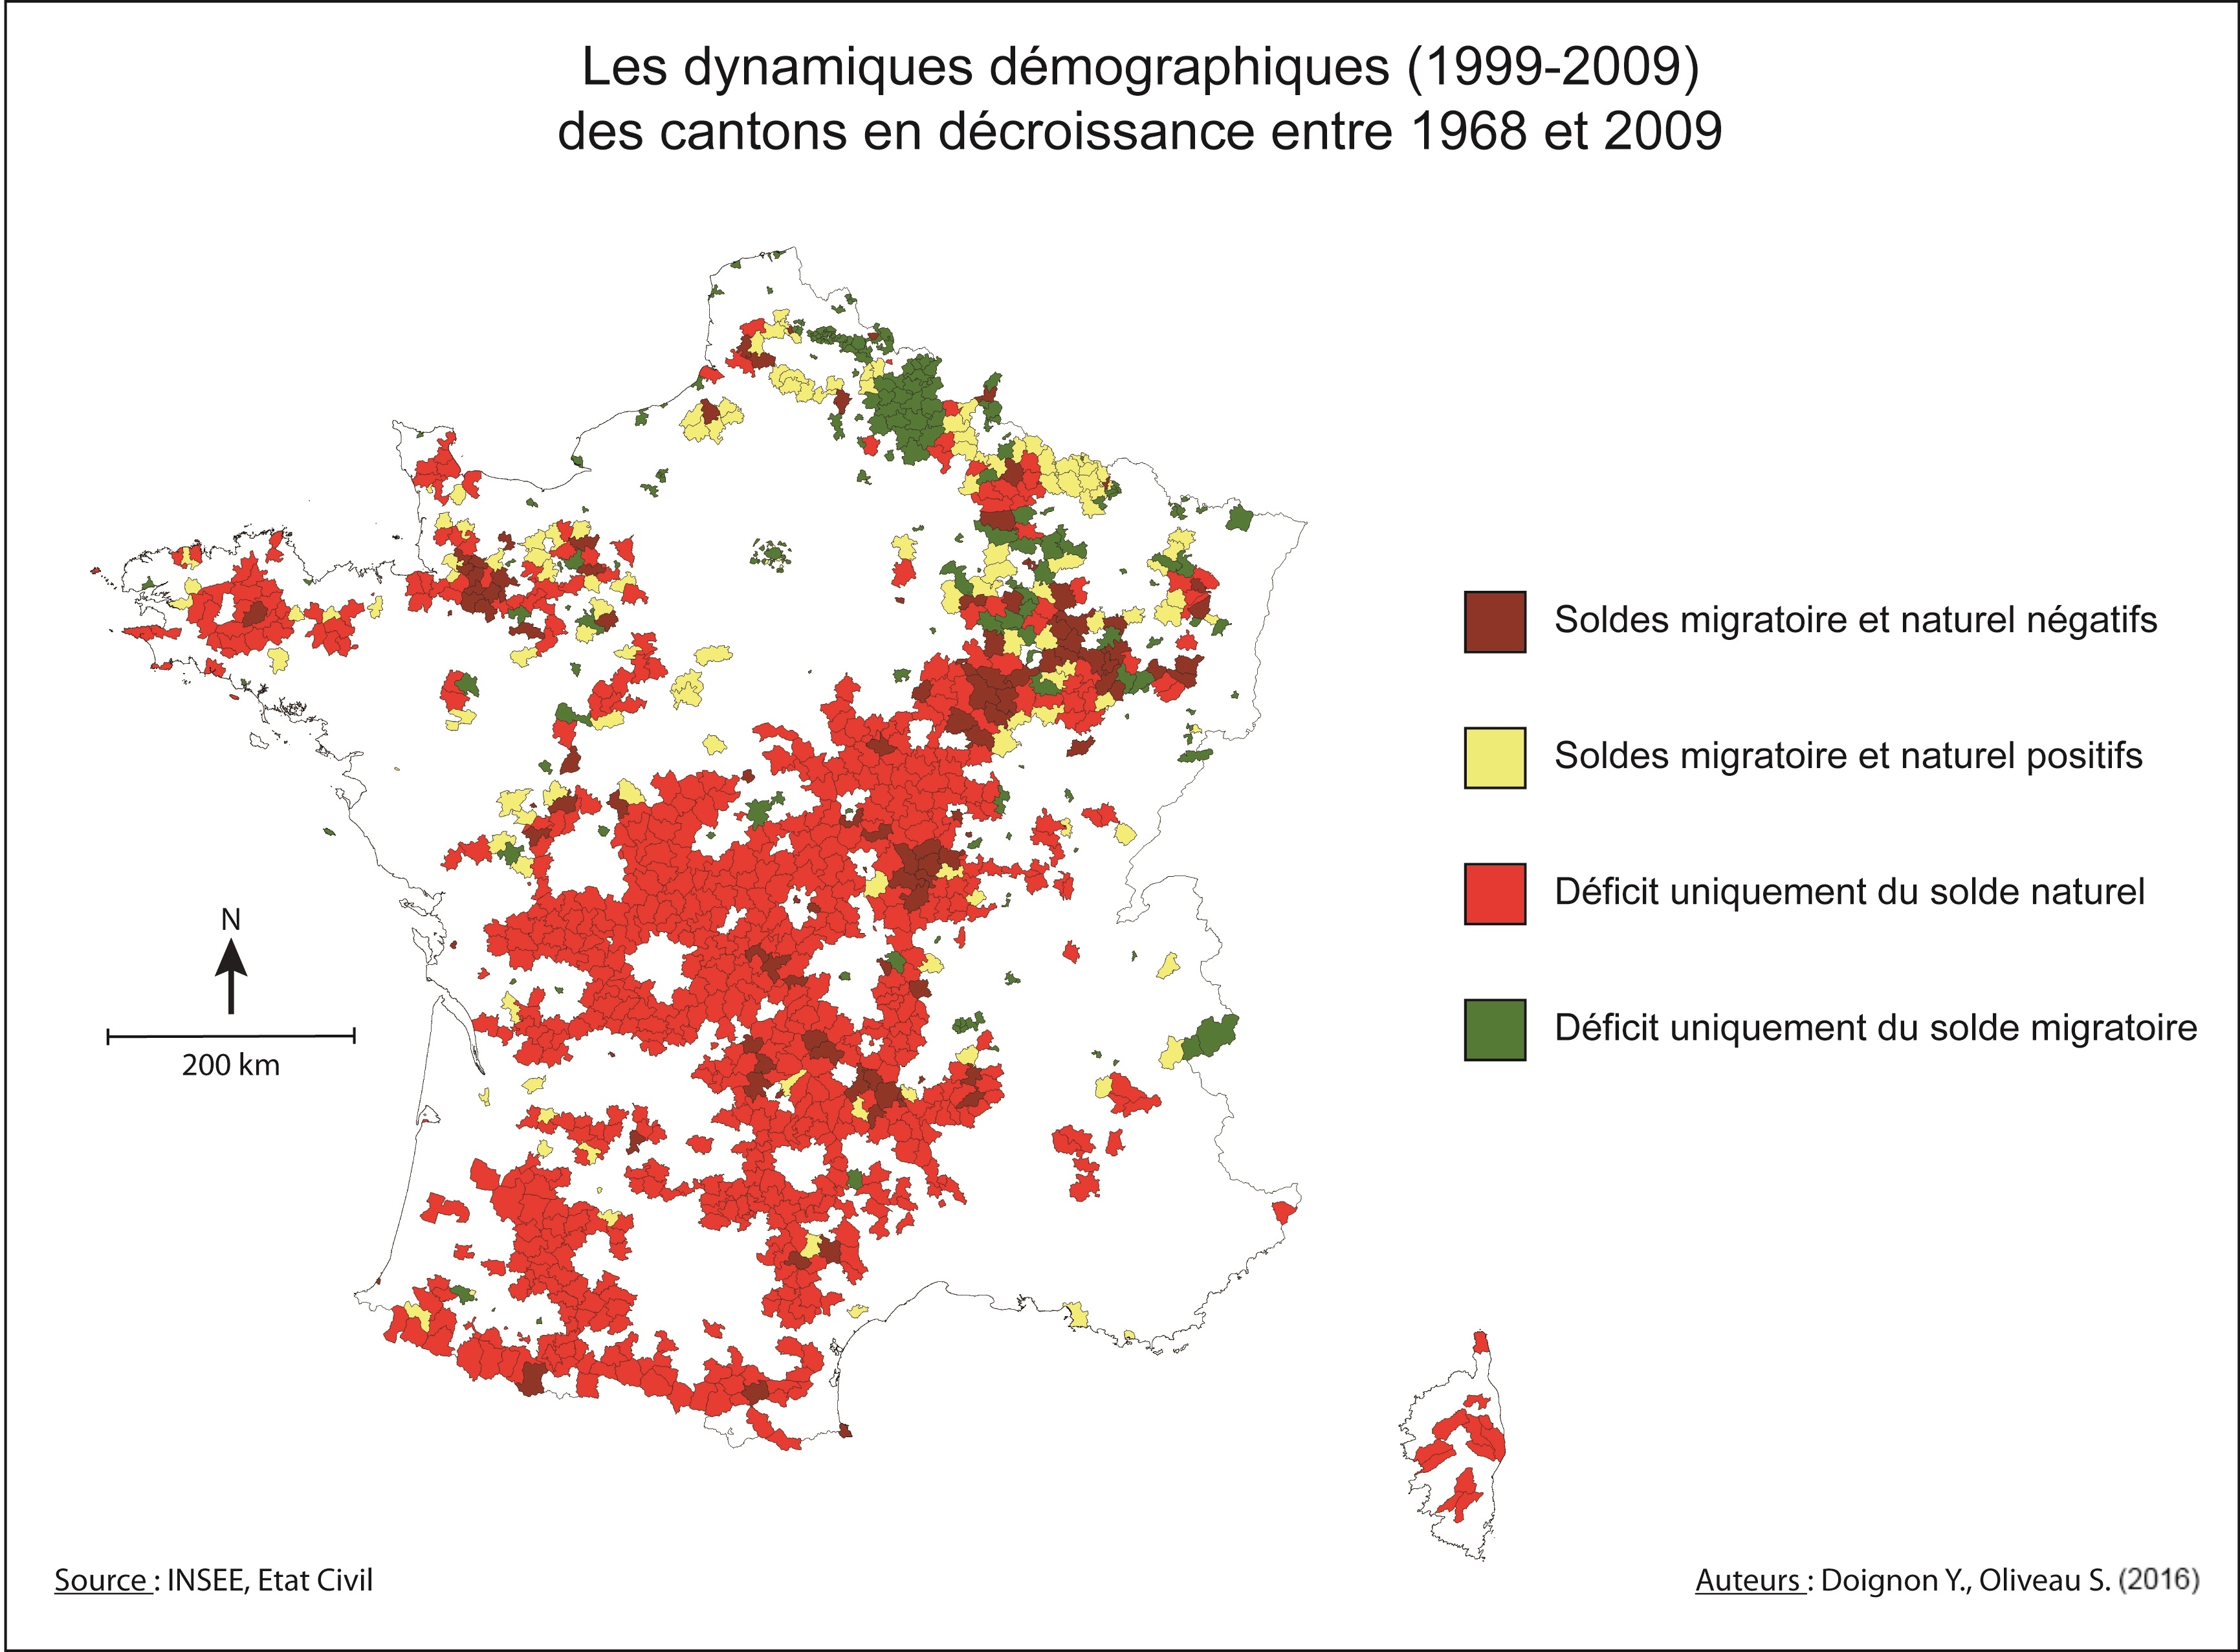 Les dynamiques démographiques (1999-2009)
des cantons en décroissance entre 1968 et 2009
Soldes migratoire et naturel négatifs
Soldes migratoire et naturel positifs
Déficit uniquement du solde naturel
Déficit uniquement du solde migratoire
N
200 km
Source : INSEE, Etat Civil
Auteurs : Doignon Y., Oliveau S. (2016)